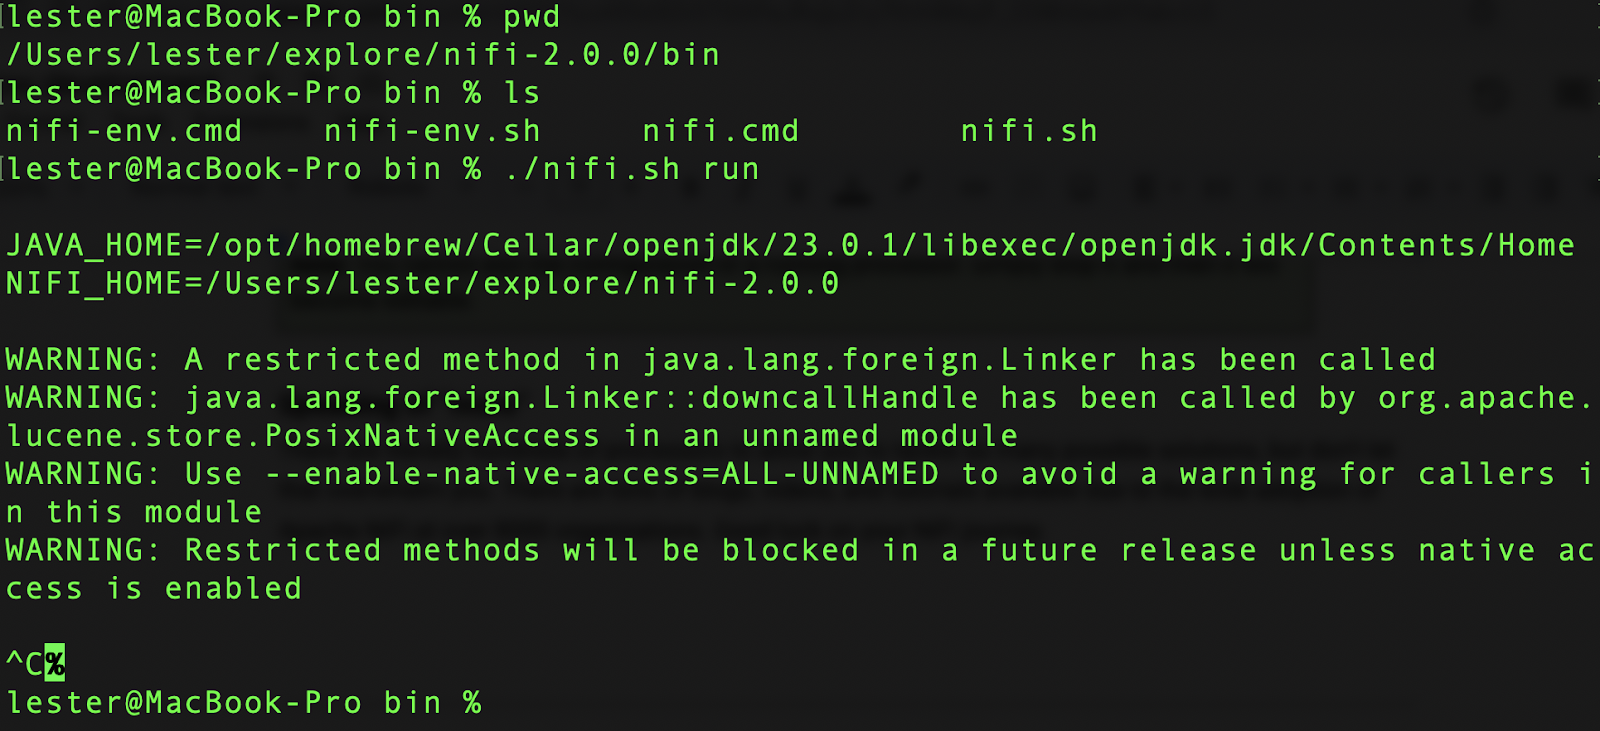 lester@MacBook-Pro bin % pwd
/Users/lester/explore/nifi-2.0.0/bin
lester@MacBook-Pro bin % ls
nifi-env.cmd    nifi-env.sh     nifi.cmd        nifi.sh
lester@MacBook-Pro bin % ./nifi.sh run
JAVA_HOME=/opt/homebrew/Cellar/openjdk/23.0.1/libexec/openjdk.jdk/Contents/Home
NIFI_HOME=/Users/lester/explore/nifi-2.0.0
WARNING: A restricted method in java.lang.foreign.Linker has been called
WARNING: java.lang.foreign.Linker::downcallHandle has been called by org.apache.
lucene.store.PosixNativeAccess in an unnamed module
WARNING: Use --enable-native-access=ALL-UNNAMED to avoid a warning for callers i
n this module
WARNING: Restricted methods will be blocked in a future release unless native ac
cess is enabled
^C%
lester@MacBook-Pro bin %